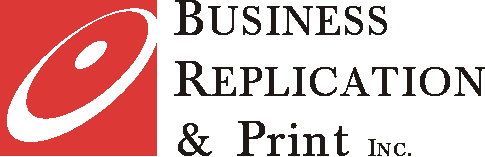 BUSINESS
REPLICATION
& Print INC.